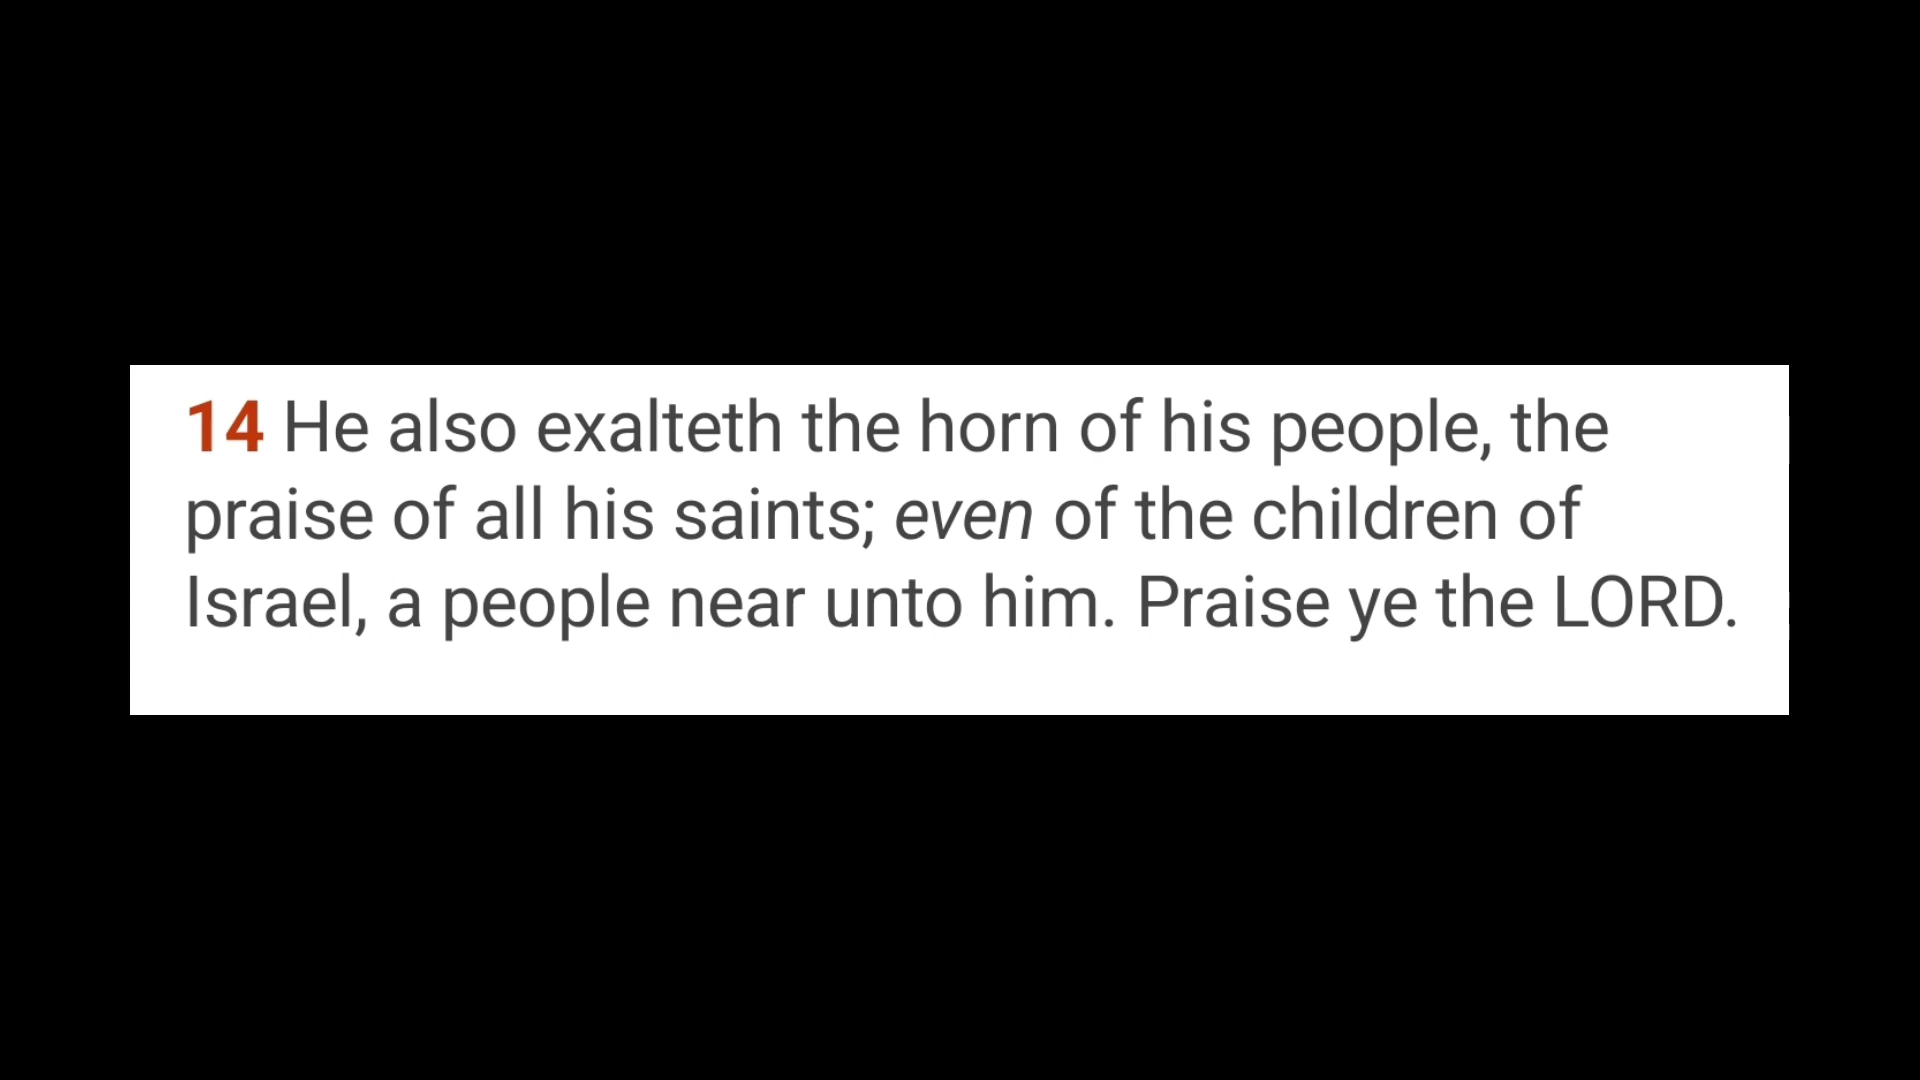 14 He also exalteth the horn of his people, the
praise of all his saints; even of the children of
Israel, a people near unto him. Praise ye the LORD.